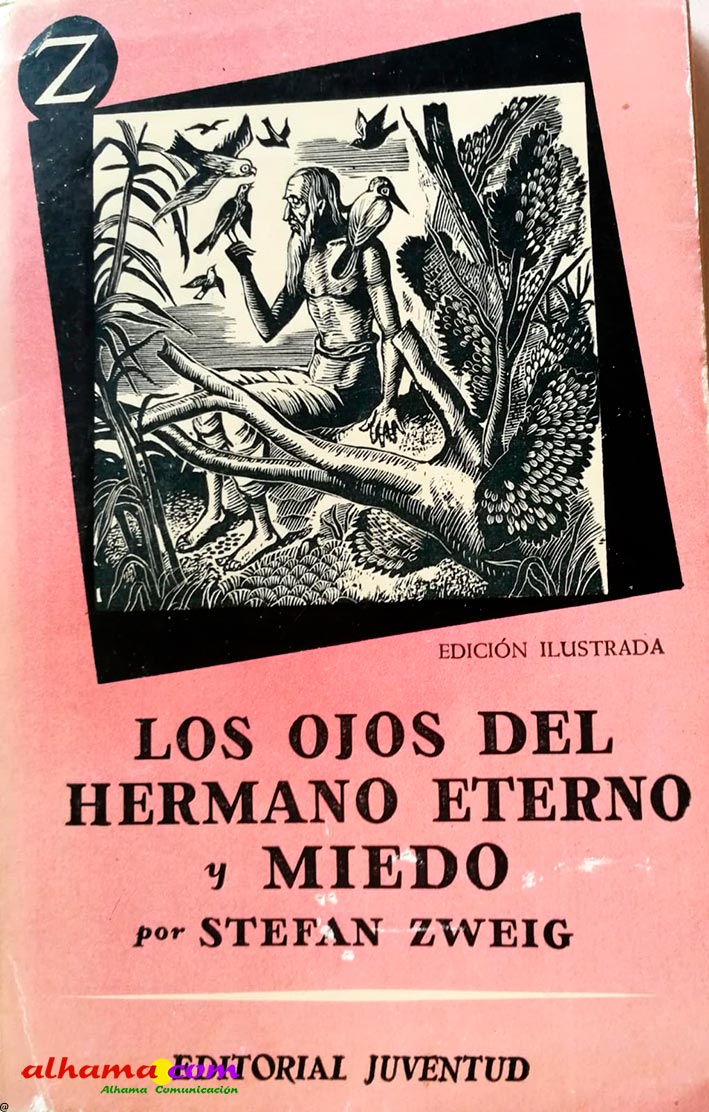 Z
EDICIÓN ILUSTRADA
LOS OJOS DEL
HERMANO ETERNO
y MIEDO
por STEFAN ZWEIG
EDITORIAL JUVENTUD
alhama.com
Alhama Comunicación
@